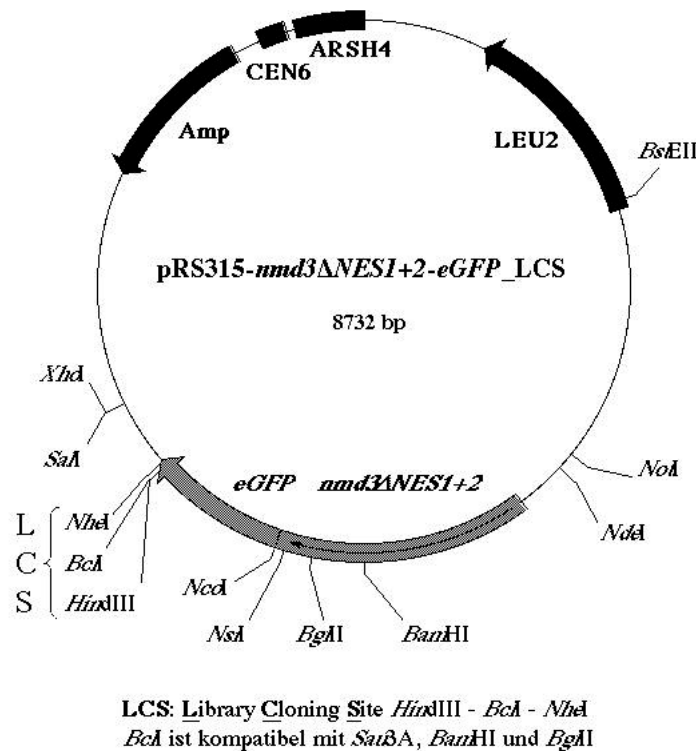 ARSH4
CEN6
Amp
LEU2
BstEII
pRS315-nmd3ΔNES1+2-eGFP_LCS
8732 bp
XhoI
SalI
eGFP nmd3ΔNES1+2
NotI
NdeI
L NheI
C BclI
S HindIII
NcoI
NsiI
BglII
BamHI
LCS: Library Cloning Site HindIII - BclI - NheI
BclI ist kompatibel mit Sau3A, BamHI und BglII